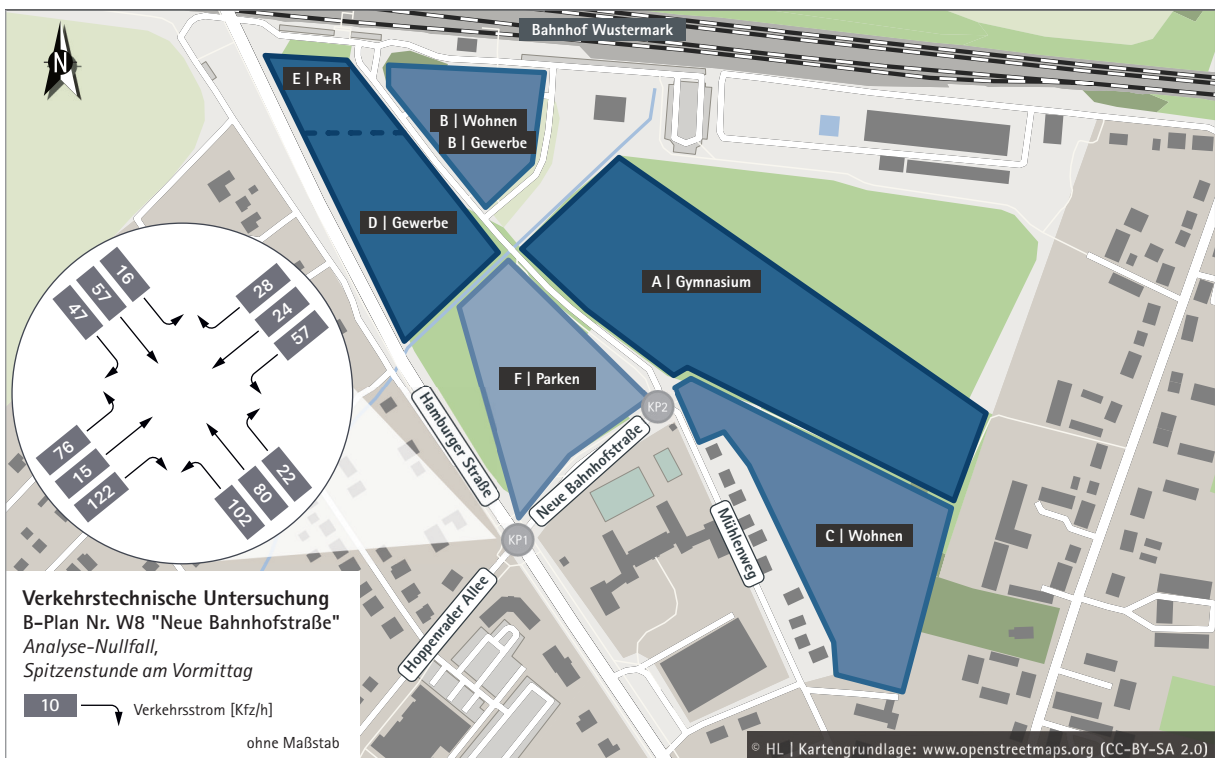 Bahnhof Wustermark
N
E | P+R
B | Wohnen
B | Gewerbe
D | Gewerbe
A | Gymnasium
F | Parken
C | Wohnen
Hamburger Straße
Neue Bahnhofstraße
Mühlenweg
Hoppenrader Allee
KP1
KP2
47
57
16
28
24
57
76
15
122
102
80
22
Verkehrstechnische Untersuchung
B-Plan Nr. W8 "Neue Bahnhofstraße"
Analyse-Nullfall,
Spitzenstunde am Vormittag
10 Verkehrsstrom [Kfz/h]
ohne Maßstab
© HL | Kartengrundlage: www.openstreetmaps.org (CC-BY-SA 2.0)